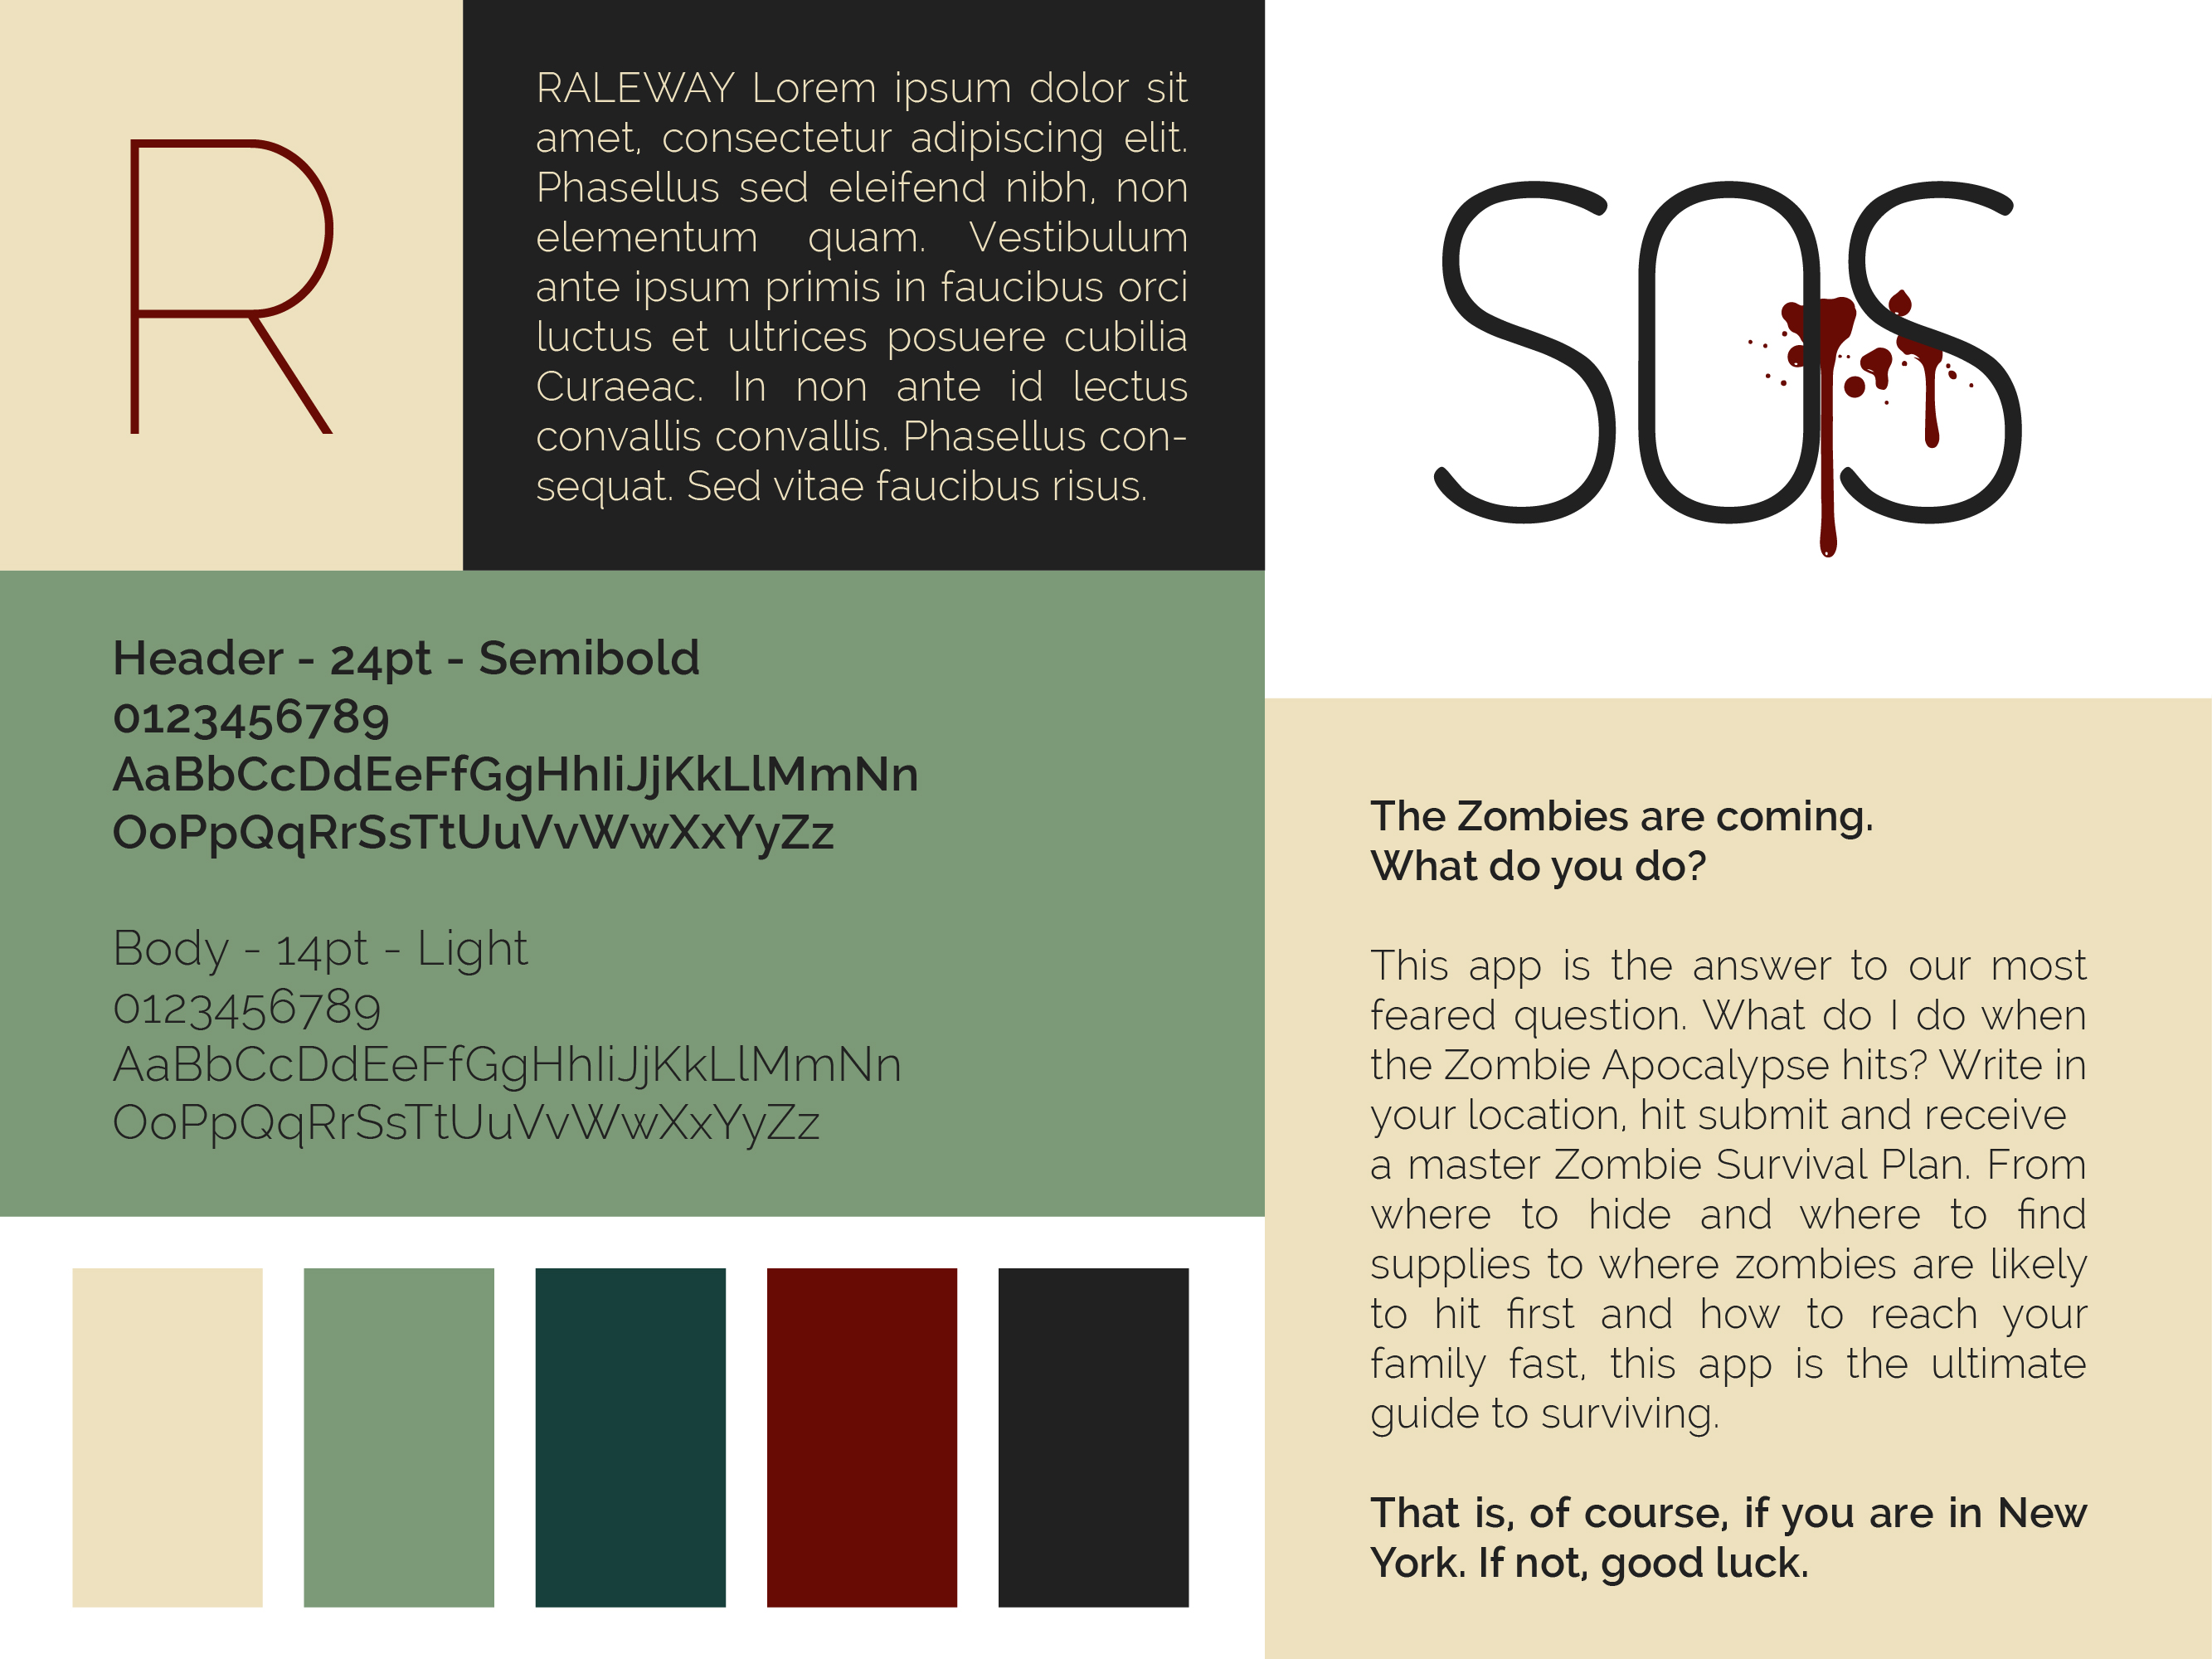 R
RALEWAY Lorem ipsum dolor sit
amet, consectetur adipiscing elit.
Phasellus sed eleifend nibh, non
elementum quam. Vestibulum
ante ipsum primis in faucibus orci
luctus et ultrices posuere cubilia
Curaeac. In non ante id lectus
convallis convallis. Phasellus con-
sequat. Sed vitae faucibus risus.
SOS
Header - 24pt - Semibold
0123456789
AaBbCcDdEeFfGgHhIiJjKkLlMmNn
OoPpQqRrSsTtUuVvWwXxYyZz
Body - 14pt - Light
0123456789
AaBbCcDdEeFfGgHhIiJjKkLlMmNn
OoPpQqRrSsTtUuVvWwXxYyZz
The Zombies are coming.
What do you do?
This app is the answer to our most
feared question. What do I do when
the Zombie Apocalypse hits? Write in
your location, hit submit and receive
a master Zombie Survival Plan. From
where to hide and where to find
supplies to where zombies are likely
to hit first and how to reach your
family fast, this app is the ultimate
guide to surviving.
That is, of course, if you are in New
York. If not, good luck.